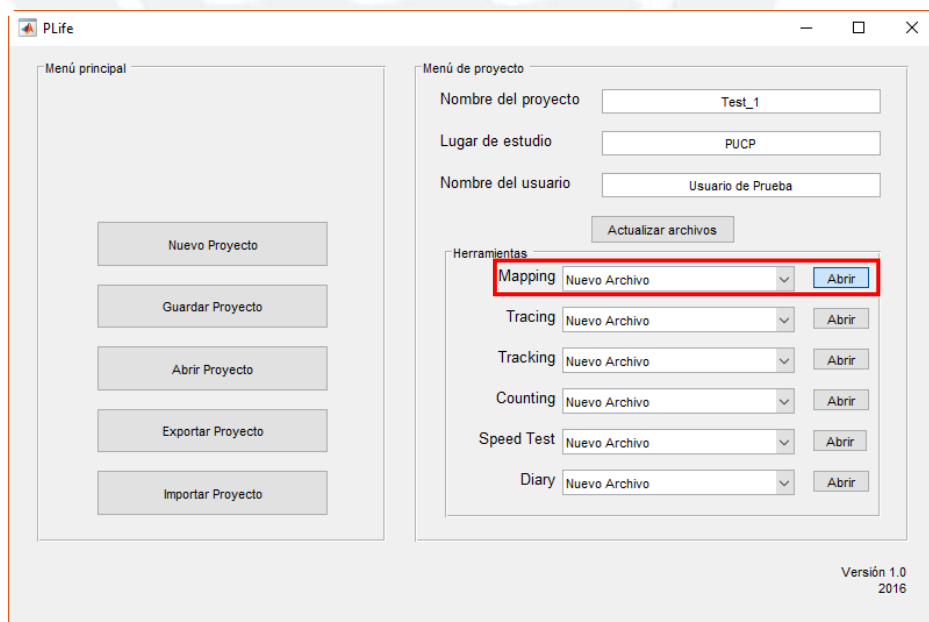 PLife
Menú principal
Nuevo Proyecto
Guardar Proyecto
Abrir Proyecto
Exportar Proyecto
Importar Proyecto
Menú de proyecto
Nombre del proyecto Test_1
Lugar de estudio PUCP
Nombre del usuario Usuario de Prueba
Actualizar archivos
Herramientas
Mapping Nuevo Archivo Abrir
Tracing Nuevo Archivo Abrir
Tracking Nuevo Archivo Abrir
Counting Nuevo Archivo Abrir
Speed Test Nuevo Archivo Abrir
Diary Nuevo Archivo Abrir
Versión 1.0
2016